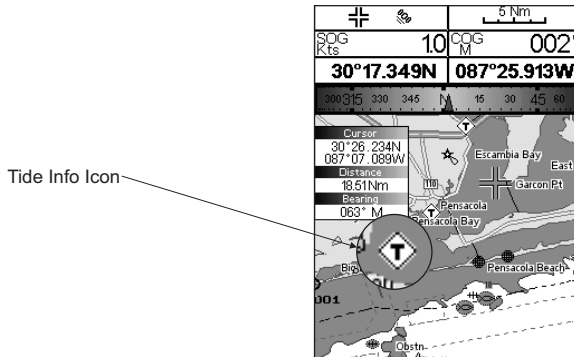 5 Nm
SOG Kts 1.0 COG M 002°
30°17.349N 087°25.913W
300 315 330 345 N 15 30 45 60
Cursor
30°26.234N
087°07.089W
Distance
18.51Nm
Bearing
063° M
T
Escambia Bay
East
110
Garcon Pt
Tide Info Icon
Pensacola
Pensacola Bay
T
T
Pensacola Beach
001
Obstn